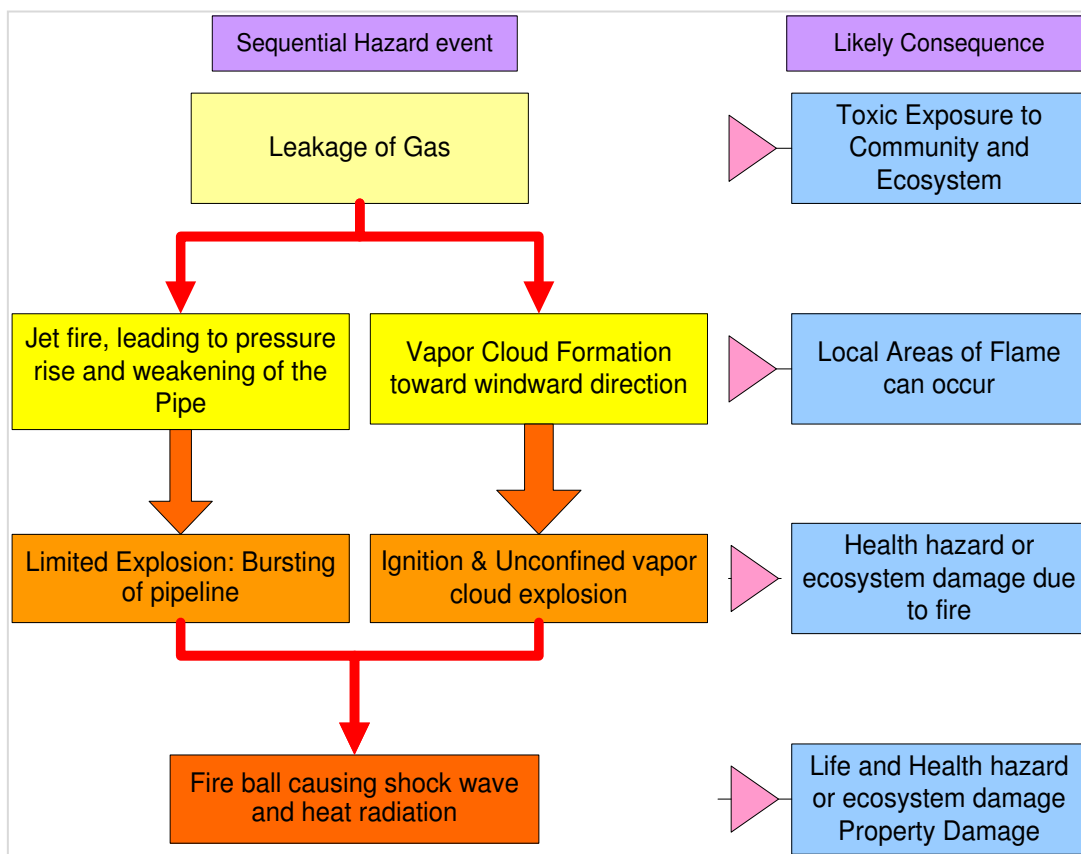 Sequential Hazard event
Likely Consequence
Leakage of Gas
Toxic Exposure to
Community and
Ecosystem
Jet fire, leading to pressure
rise and weakening of the
Pipe
Vapor Cloud Formation
toward windward direction
Local Areas of Flame
can occur
Limited Explosion: Bursting
of pipeline
Ignition & Unconfined vapor
cloud explosion
Health hazard or
ecosystem damage due
to fire
Fire ball causing shock wave
and heat radiation
Life and Health hazard
or ecosystem damage
Property Damage